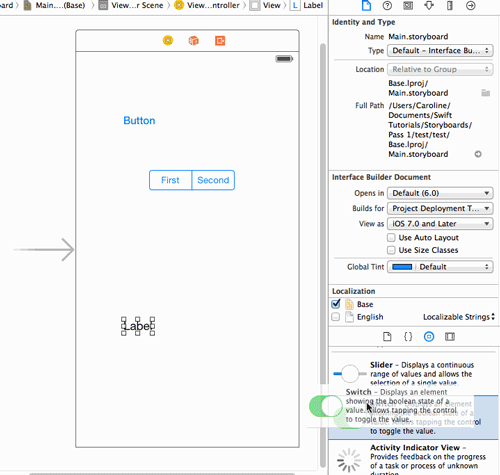 ard
Main....(Base)
View...r Scene
View...ntroller
View
L
Label
Identity and Type
Name Main.storyboard
Type Default - Interface Bu...
Location Relative to Group
Base.lproj/
Main.storyboard
Full Path /Users/Caroline/
Documents/Swift
Tutorials/Storyboards/
Pass 1/test/test/
Base.lproj/
Main.storyboard
Interface Builder Document
Opens in Default (6.0)
Builds for Project Deployment T...
View as iOS 7.0 and Later
Use Auto Layout
Use Size Classes
Global Tint Default
Localization
Base
English Localizable Strings
Button
First Second
Label
Slider - Displays a continuous
range of values and allows the
selection of a single value.
Switch - Displays an element
showing the boolean state of a
value. Allows tapping the control
to toggle the value.
to toggle the value.
Activity Indicator View -
Provides feedback on the progress
of a task or process of unknown
duration.